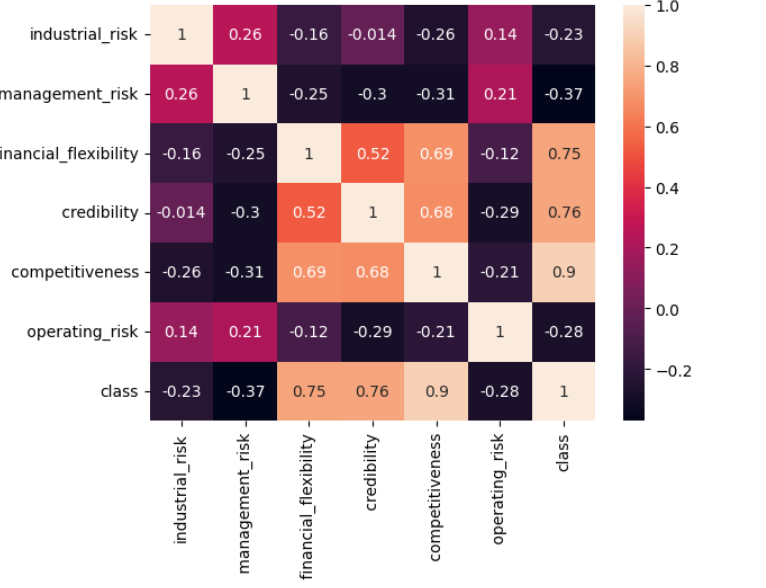 industrial_risk 1 0.26 -0.16 -0.014 -0.26 0.14 -0.23
management_risk 0.26 1 -0.25 -0.3 -0.31 0.21 -0.37
inancial_flexibility -0.16 -0.25 1 0.52 0.69 -0.12 0.75
credibility -0.014 -0.3 0.52 1 0.68 -0.29 0.76
competitiveness -0.26 -0.31 0.69 0.68 1 -0.21 0.9
operating_risk 0.14 0.21 -0.12 -0.29 -0.21 1 -0.28
class -0.23 -0.37 0.75 0.76 0.9 -0.28 1
industrial_risk
management_risk
financial_flexibility
credibility
competitiveness
operating_risk
class
1.0
0.8
0.6
0.4
0.2
0.0
−0.2